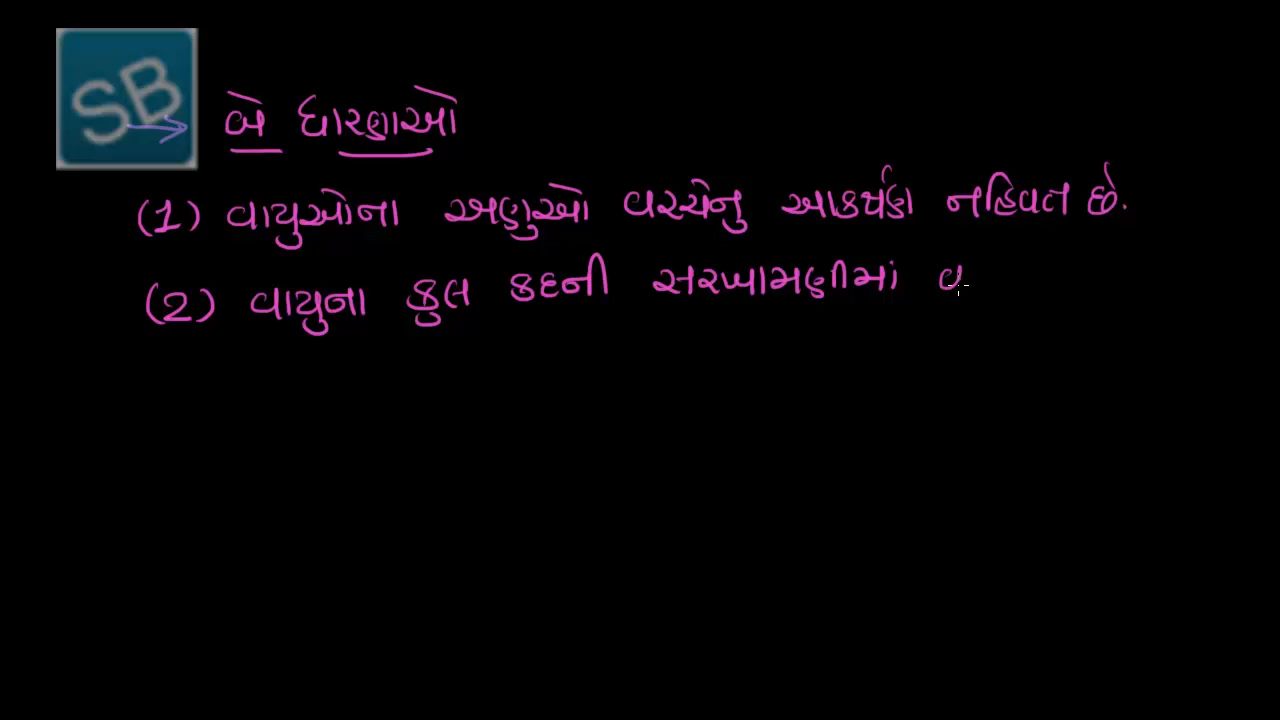 SB
બે ધારણાઓ
(1) વાયુઓના અણુઓ વચ્ચેનુ આકર્ષણ નહિવત છે.
(2) વાયુના કુલ કદની સરખામણીમાં વ